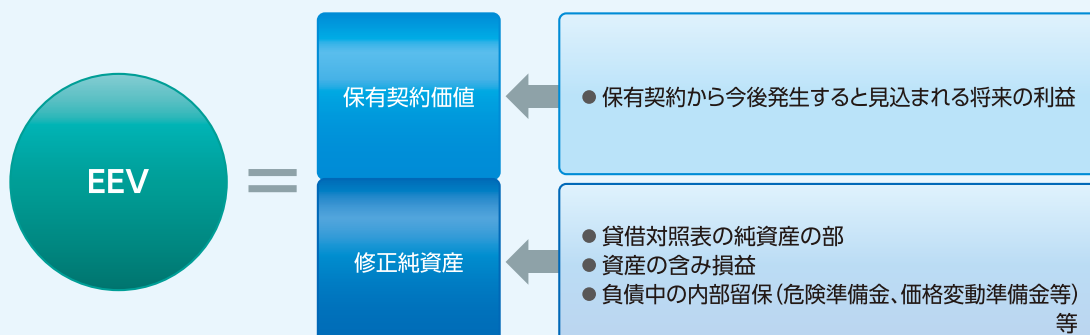 EEV
=
保有契約価値
● 保有契約から今後発生すると見込まれる将来の利益
修正純資産
● 貸借対照表の純資産の部
● 資産の含み損益
● 負債中の内部留保(危険準備金、価格変動準備金等)
等